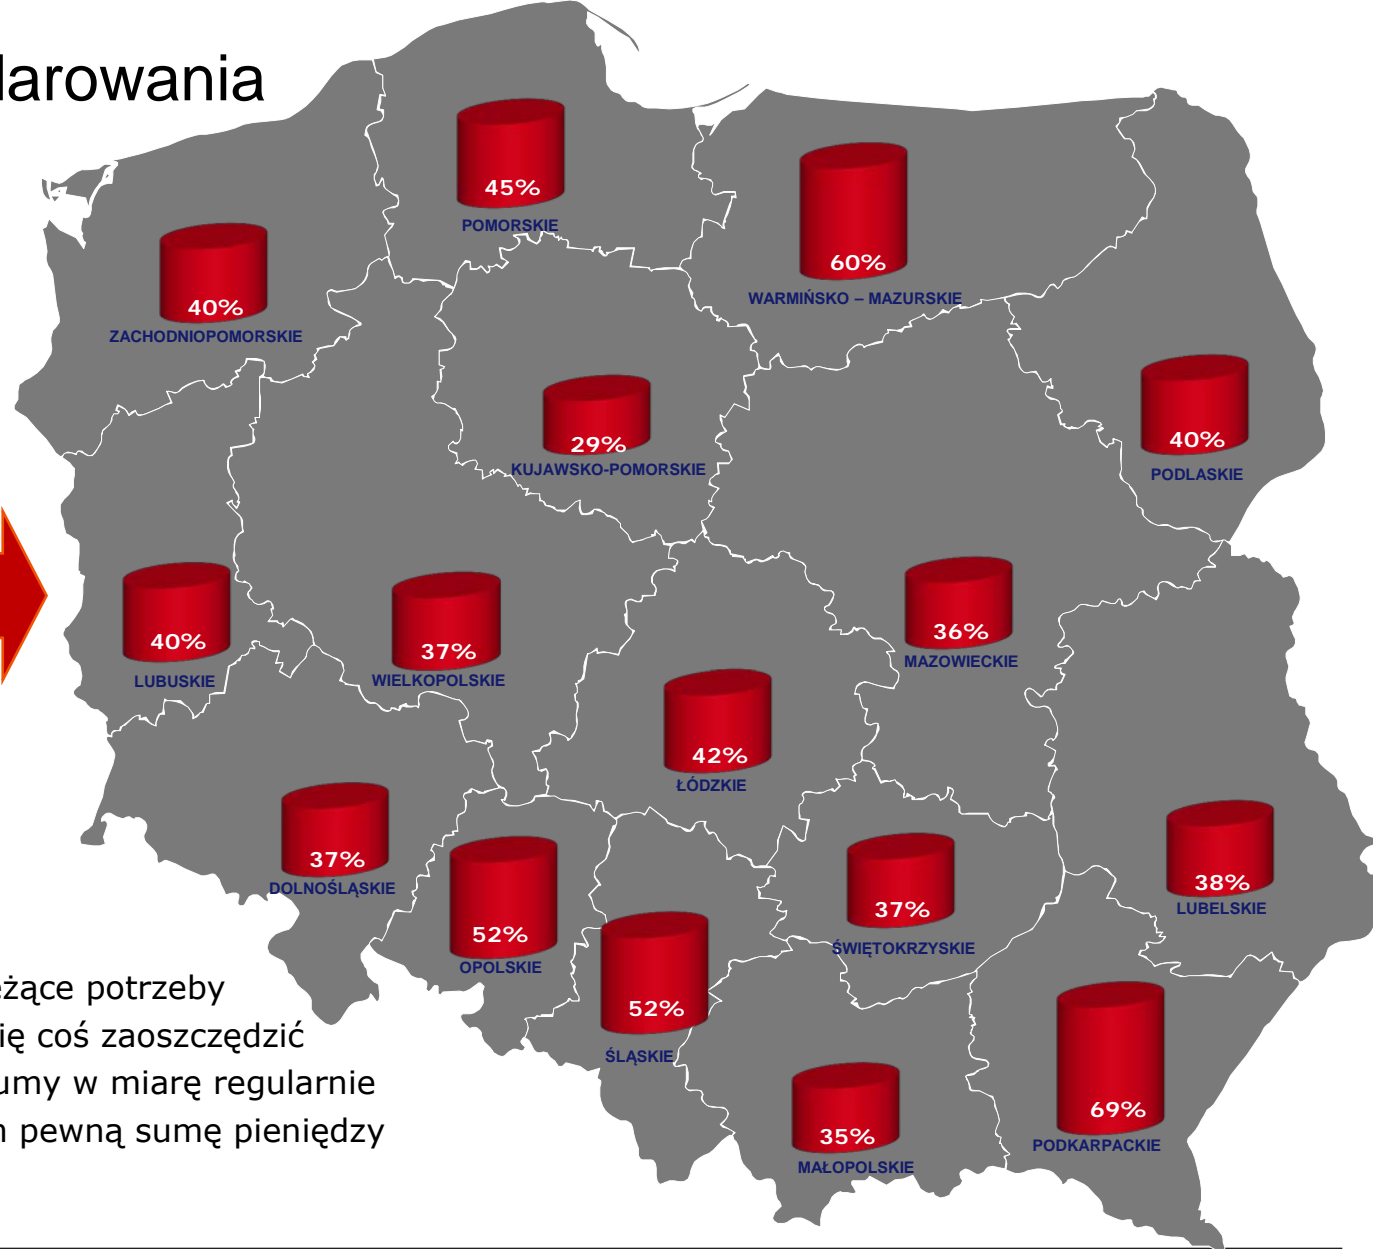 larowania
45%
POMORSKIE
60%
WARMIŃSKO – MAZURSKIE
40%
ZACHODNIOPOMORSKIE
29%
KUJAWSKO-POMORSKIE
40%
PODLASKIE
40%
LUBUSKIE
37%
WIELKOPOLSKIE
36%
MAZOWIECKIE
42%
ŁÓDZKIE
37%
DOLNOŚLĄSKIE
52%
OPOLSKIE
37%
ŚWIĘTOKRZYSKIE
38%
LUBELSKIE
52%
ŚLĄSKIE
35%
MAŁOPOLSKIE
69%
PODKARPACKIE
eżące potrzeby
ię coś zaoszczędzić
umy w miarę regularnie
pewną sumę pieniędzy